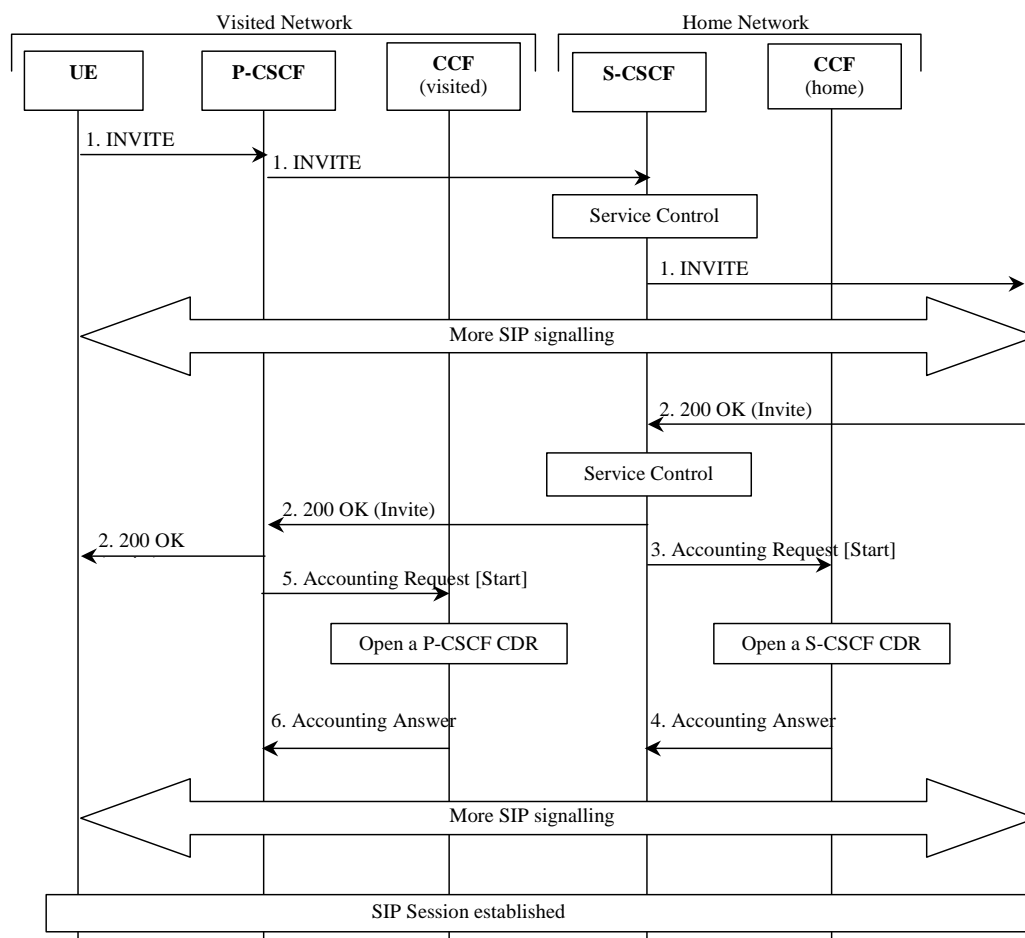 Visited Network
Home Network
UE
P-CSCF
CCF
(visited)
S-CSCF
CCF
(home)
1. INVITE
1. INVITE
Service Control
1. INVITE
More SIP signalling
2. 200 OK (Invite)
Service Control
2. 200 OK (Invite)
2. 200 OK
3. Accounting Request [Start]
5. Accounting Request [Start]
Open a P-CSCF CDR
Open a S-CSCF CDR
6. Accounting Answer
4. Accounting Answer
More SIP signalling
SIP Session established